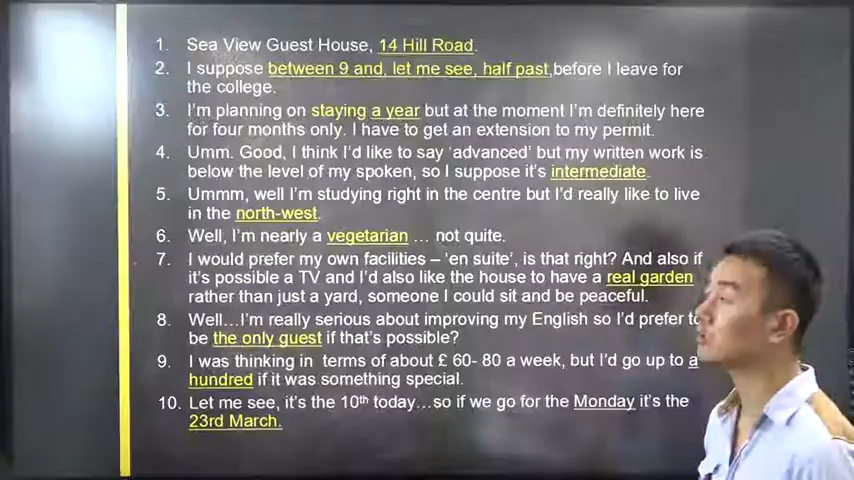 1. Sea View Guest House, 14 Hill Road.
2. I suppose between 9 and, let me see, half past,before I leave for
the college.
3. I'm planning on staying a year but at the moment I'm definitely here
for four months only. I have to get an extension to my permit.
4. Umm. Good, I think I'd like to say 'advanced' but my written work is
below the level of my spoken, so I suppose it's intermediate.
5. Ummm, well I'm studying right in the centre but I'd really like to live
in the north-west.
6. Well, I'm nearly a vegetarian … not quite.
7. I would prefer my own facilities – 'en suite', is that right? And also if
it's possible a TV and I'd also like the house to have a real garden
rather than just a yard, someone I could sit and be peaceful.
8. Well…I'm really serious about improving my English so I'd prefer to
be the only guest if that's possible?
9. I was thinking in terms of about £ 60- 80 a week, but I'd go up to a
hundred if it was something special.
10. Let me see, it's the 10th today…so if we go for the Monday it's the
23rd March.